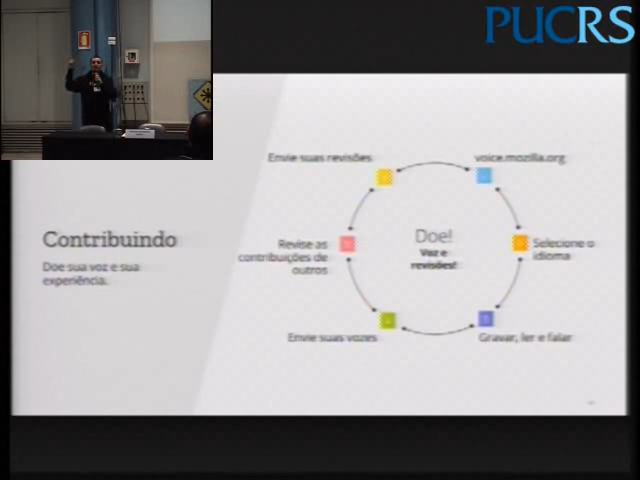 PUCRS
Contribuindo
Doe sua voz e sua
experiência.
Envie suas revisões
voice.mozilla.org
Revise as
contribuições de
outros
Doe!
Voz e
revisões!
Selecione o
idioma
Envie suas vozes
Gravar, ler e falar